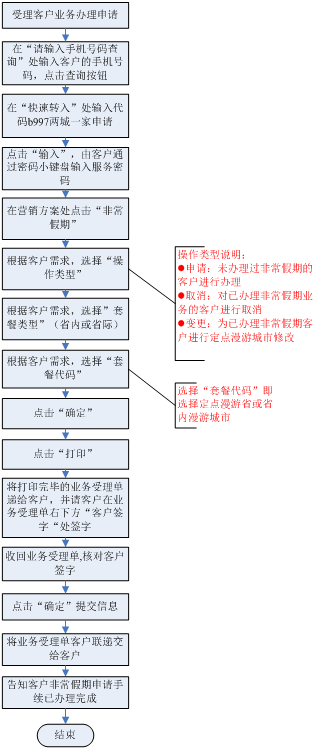 受理客户业务办理申请
在“请输入手机号码查
询”处输入客户的手机号
码，点击查询按钮
在“快速转入”处输入代
码b997两城一家申请
点击“输入”，由客户通
过密码小键盘输入服务密
码
在营销方案处点击“非常
假期”
根据客户需求，选择“操
作类型”
操作类型说明：
●申请：未办理过非常假期的
客户进行办理
●取消：对已办理非常假期业
务的客户进行取消
●变更：为已办理非常假期客
户进行定点漫游城市修改
根据客户需求，选择”套
餐类型”（省内或省际）
根据客户需求，选择“套
餐代码”
选择“套餐代码”即
选择定点漫游省或省
内漫游城市
点击“确定”
点击“打印”
将打印完毕的业务受理单
递给客户，并请客户在业
务受理单右下方“客户签
字“处签字
收回业务受理单,核对客户
签字
点击“确定”提交信息
将业务受理单客户联递交
给客户
告知客户非常假期申请手
续已办理完成
结束